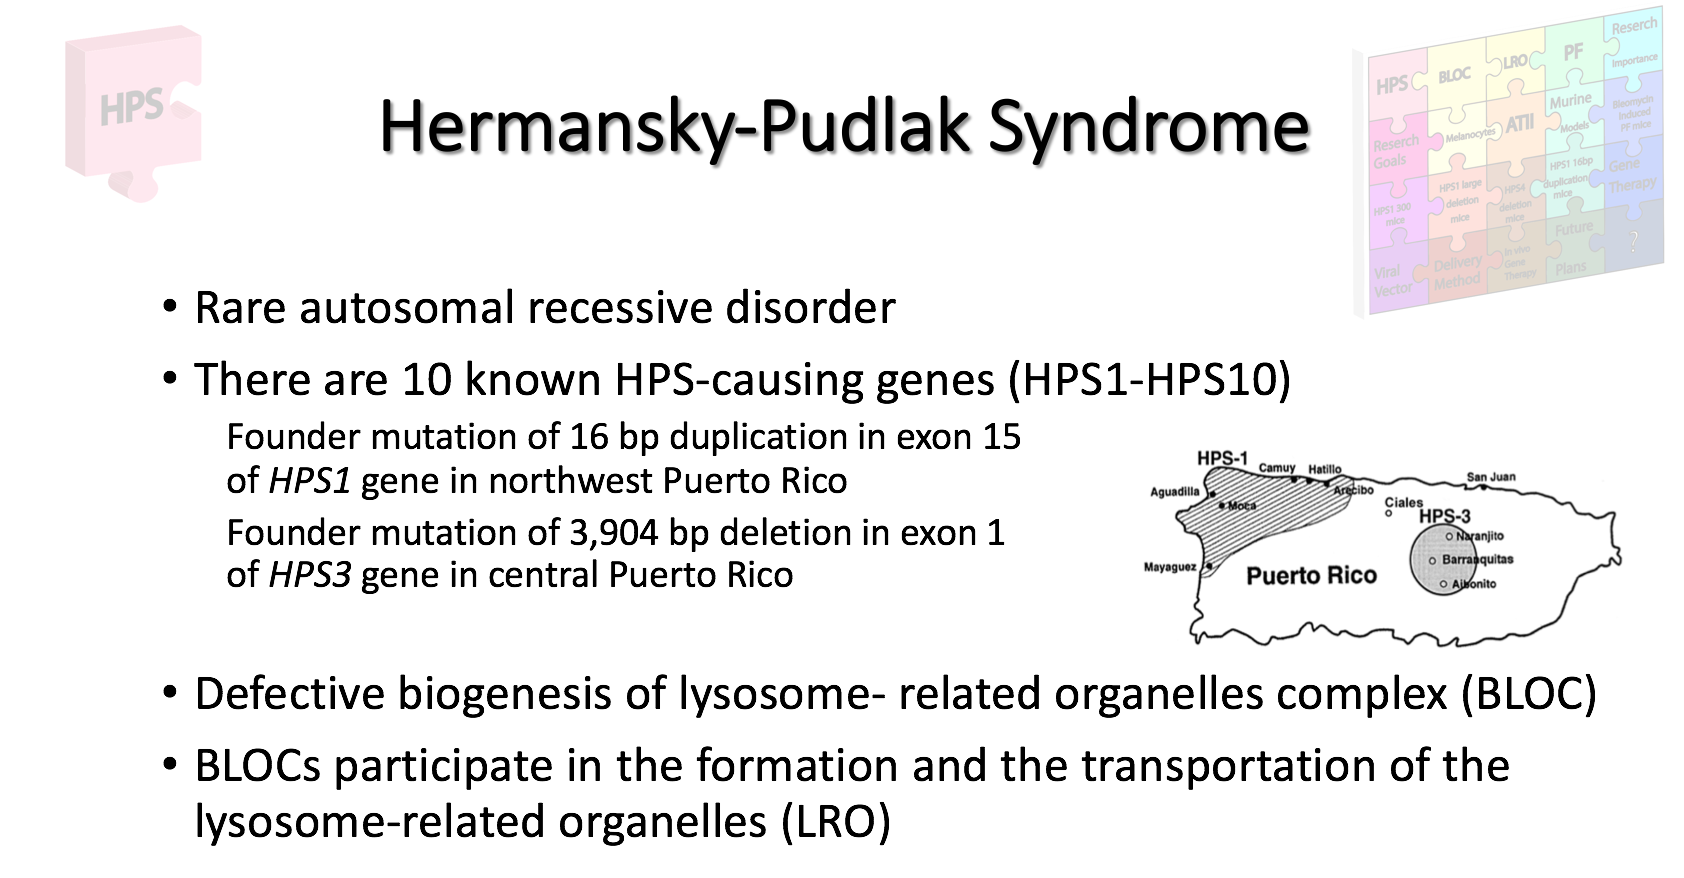 HPS
Hermansky-Pudlak Syndrome
HPS
BLOC
LRO
PF
Reserch
Importance
Reserch
Goals
Melanocytes
ATII
Murine
Models
Bleomycin
Induced
PF mice
HPS1 300
mice
HPS1 large
deletion
mice
HPS4
deletion
mice
HPS1 16bp
duplication
mice
Gene
Therapy
Viral
Vector
Delivery
Method
In vivo
Gene
Therapy
Future
Plans
?
• Rare autosomal recessive disorder
• There are 10 known HPS-causing genes (HPS1-HPS10)
Founder mutation of 16 bp duplication in exon 15
of HPS1 gene in northwest Puerto Rico
Founder mutation of 3,904 bp deletion in exon 1
of HPS3 gene in central Puerto Rico
HPS-1
Camuy
Hatillo
San Juan
Aguadilla
Moca
Arecibo
Ciales
HPS-3
Naranjito
Barranquitas
Aibonito
Mayaguez
Puerto Rico
• Defective biogenesis of lysosome- related organelles complex (BLOC)
• BLOCs participate in the formation and the transportation of the
lysosome-related organelles (LRO)